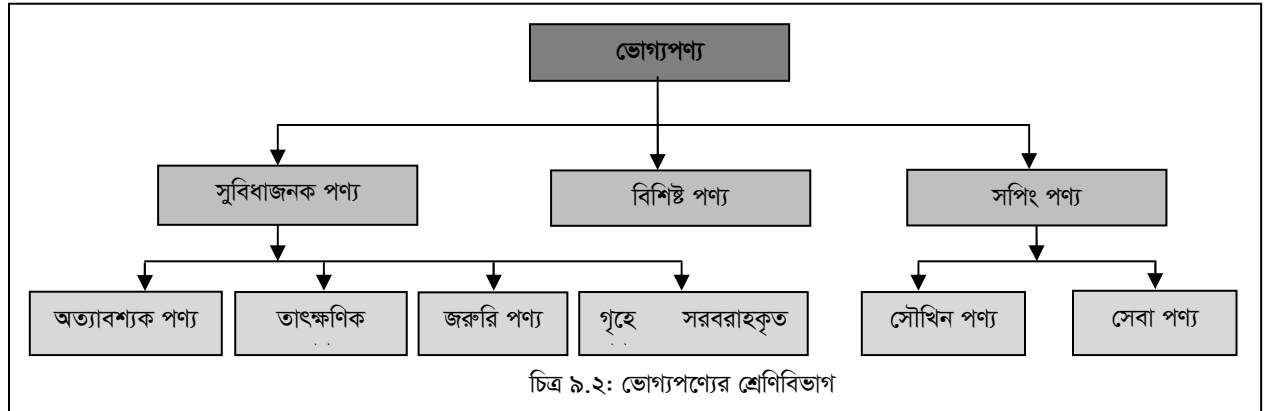 ভোগ্যপণ্য
সুবিধাজনক পণ্য
বিশিষ্ট পণ্য
সপিং পণ্য
অত্যাবশ্যক পণ্য
তাৎক্ষণিক
জরুরি পণ্য
গৃহে সরবরাহকৃত
সৌখিন পণ্য
সেবা পণ্য
চিত্র ৯.২: ভোগ্যপণ্যের শ্রেণিবিভাগ